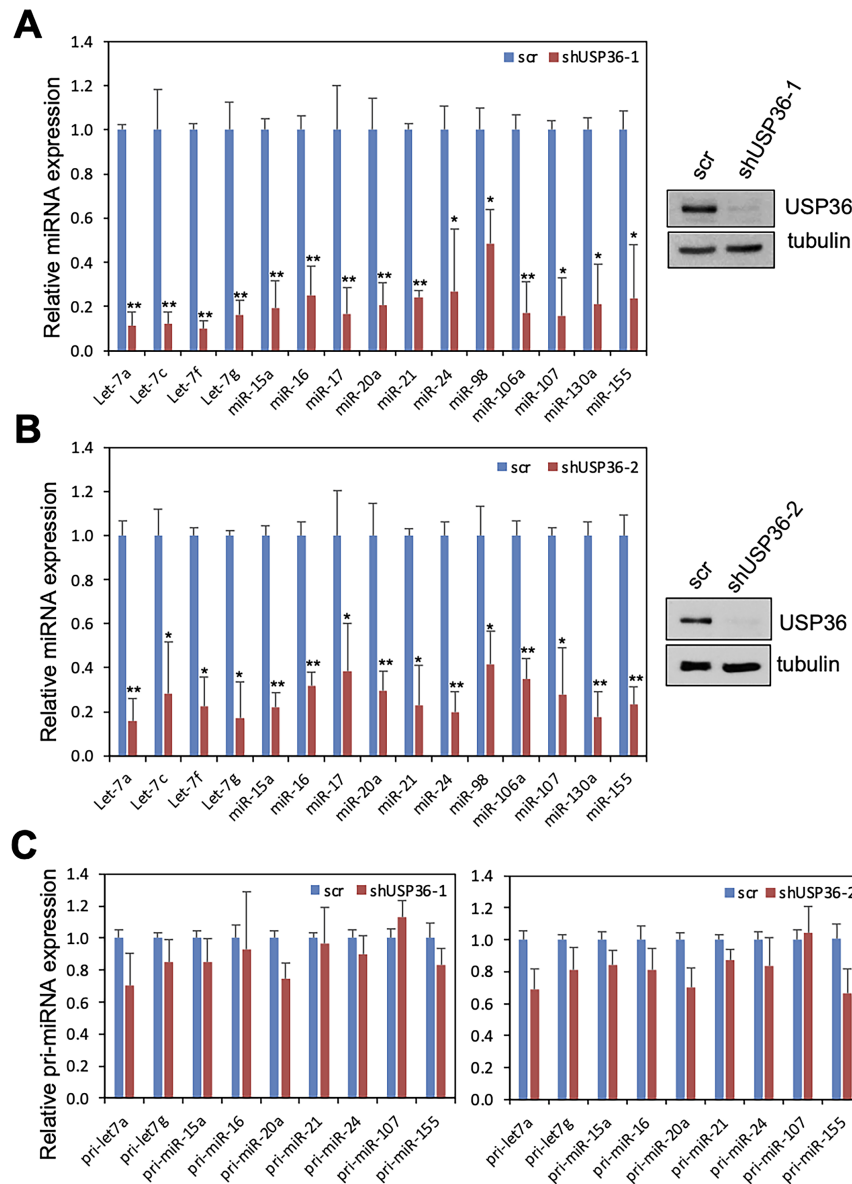 A
1.4
1.2
1.0
0.8
0.6
0.4
0.2
0.0
Relative miRNA expression
scr shUSP36-1
** ** ** ** ** ** ** ** ** * * ** * * *
Let-7a Let-7c Let-7f Let-7g miR-15a miR-16 miR-17 miR-20a miR-21 miR-24 miR-98 miR-106a miR-107 miR-130a miR-155
scr shUSP36-1
USP36
tubulin
B
1.4
1.2
1.0
0.8
0.6
0.4
0.2
0.0
Relative miRNA expression
scr shUSP36-2
** * * * ** ** * ** * ** * ** * ** **
Let-7a Let-7c Let-7f Let-7g miR-15a miR-16 miR-17 miR-20a miR-21 miR-24 miR-98 miR-106a miR-107 miR-130a miR-155
scr shUSP36-2
USP36
tubulin
C
1.4
1.2
1.0
0.8
0.6
0.4
0.2
0.0
Relative pri-miRNA expression
scr shUSP36-1
pri-let7a pri-let7g pri-miR-15a pri-miR-16 pri-miR-20a pri-miR-21 pri-miR-24 pri-miR-107 pri-miR-155
1.4
1.2
1.0
0.8
0.6
0.4
0.2
0.0
scr shUSP36-2
pri-let7a pri-let7g pri-miR-15a pri-miR-16 pri-miR-20a pri-miR-21 pri-miR-24 pri-miR-107 pri-miR-155